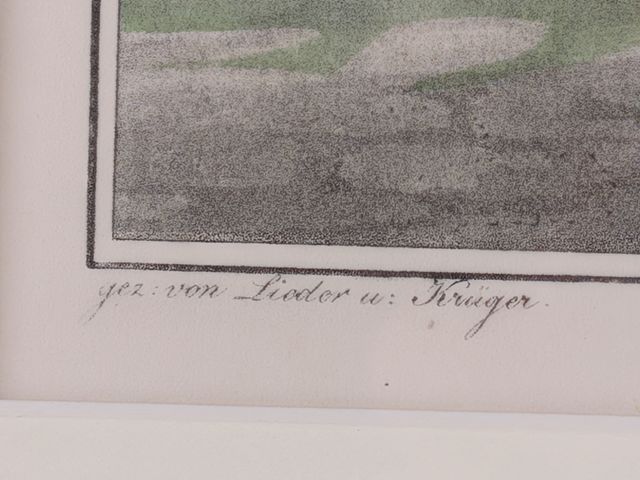 gez: von Lieder u: Krüger.